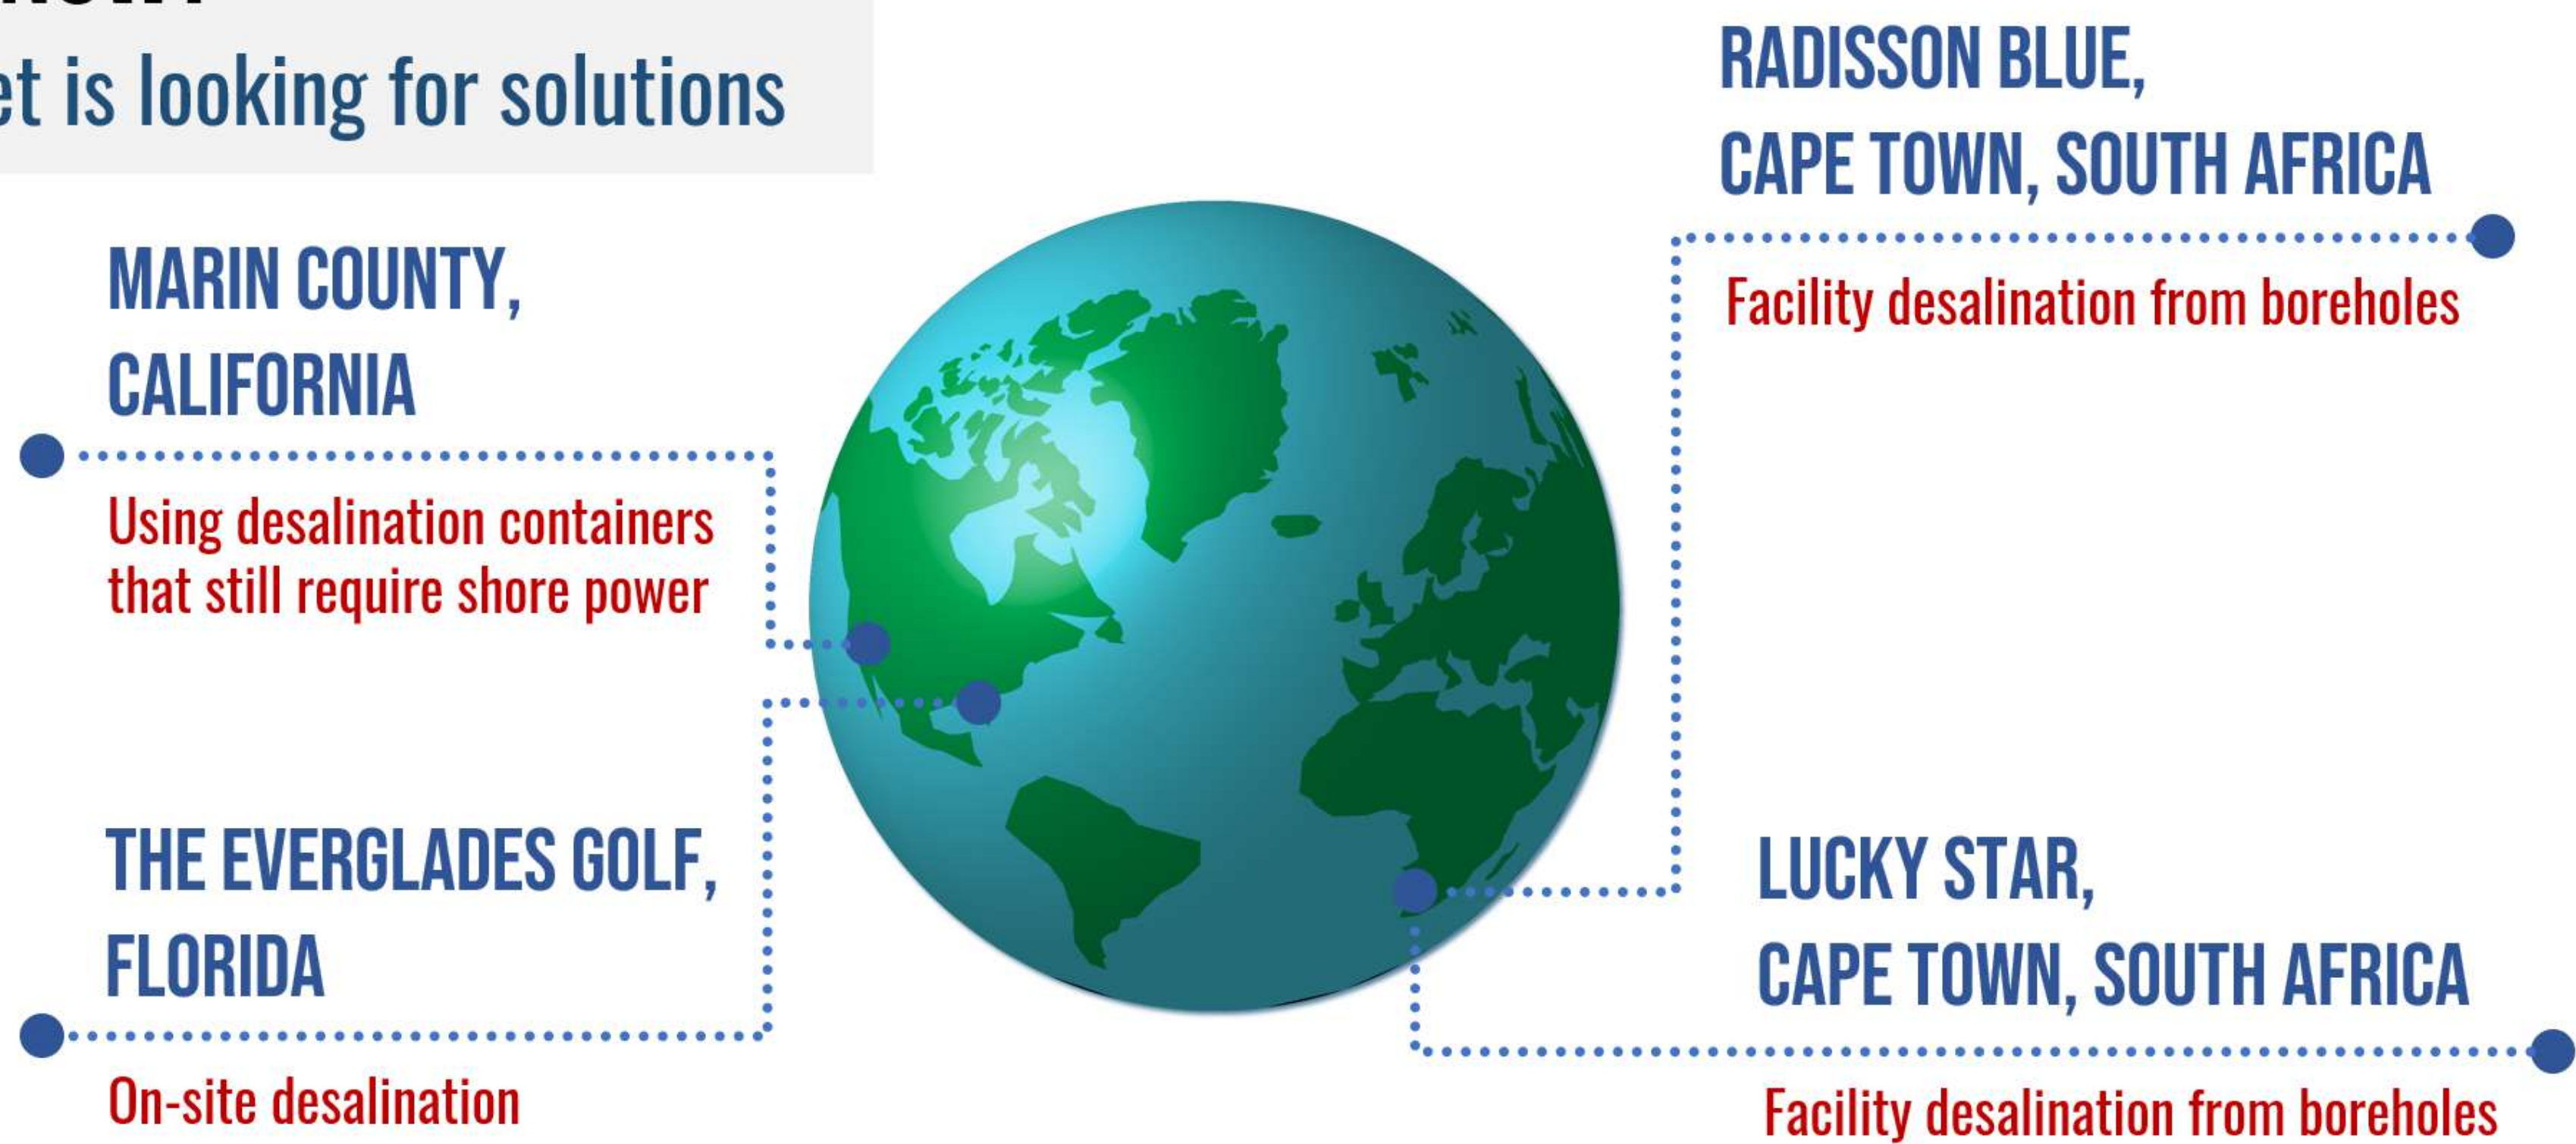 et is looking for solutions
MARIN COUNTY,
CALIFORNIA
Using desalination containers
that still require shore power
THE EVERGLADES GOLF,
FLORIDA
On-site desalination
RADISSON BLUE,
CAPE TOWN, SOUTH AFRICA
Facility desalination from boreholes
LUCKY STAR,
CAPE TOWN, SOUTH AFRICA
Facility desalination from boreholes